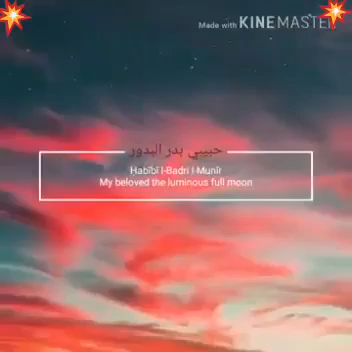 Made with KINEMASTER
حبيبي بدر البدور
Ḥabībī l-Badri l-Munīr
My beloved the luminous full moon